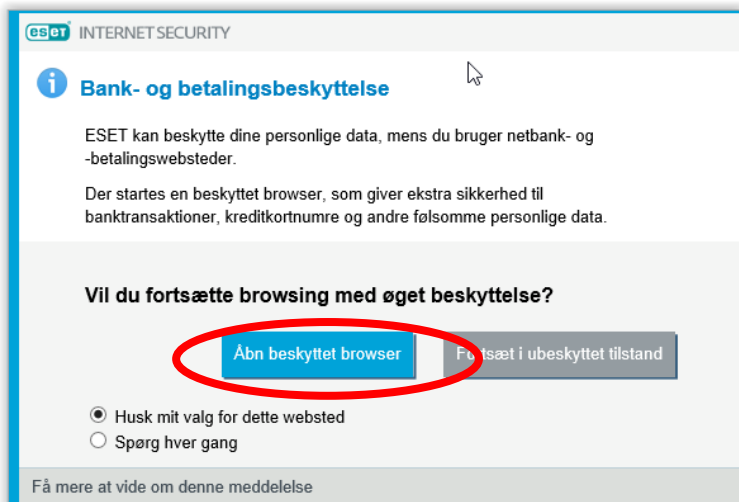 eset INTERNET SECURITY
Bank- og betalingsbeskyttelse
ESET kan beskytte dine personlige data, mens du bruger netbank- og
-betalingswebsteder.
Der startes en beskyttet browser, som giver ekstra sikkerhed til
banktransaktioner, kreditkortnumre og andre følsomme personlige data.
Vil du fortsætte browsing med øget beskyttelse?
Åbn beskyttet browser
Fortsæt i ubeskyttet tilstand
Husk mit valg for dette websted
Spørg hver gang
Få mere at vide om denne meddelelse